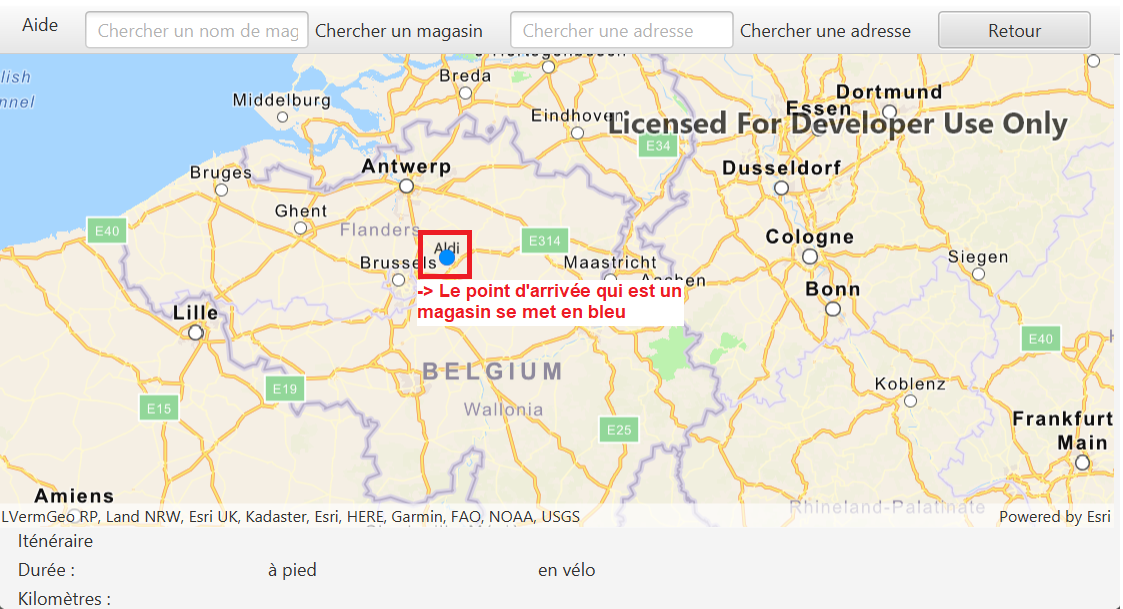 Aide
Chercher un nom de mag
Chercher un magasin
Chercher une adresse
Chercher une adresse
Retour
lish
nnel
Middelburg
Breda
Eindhoven
Dortmund
Essen
Licensed For Developer Use Only
E34
Bruges
Antwerp
Dusseldorf
Ghent
E40
Flanders
Aldi
E314
Cologne
Brussels
Maastricht
Aachen
Siegen
Bonn
-> Le point d'arrivée qui est un
magasin se met en bleu
Lille
E40
BELGIUM
E19
Koblenz
E15
Wallonia
E25
Frankfurt
Main
Amiens
Rhineland-Palatinate
LVermGeo RP, Land NRW, Esri UK, Kadaster, Esri, HERE, Garmin, FAO, NOAA, USGS
Powered by Esri
Iténéraire
Durée :
à pied
en vélo
Kilomètres :